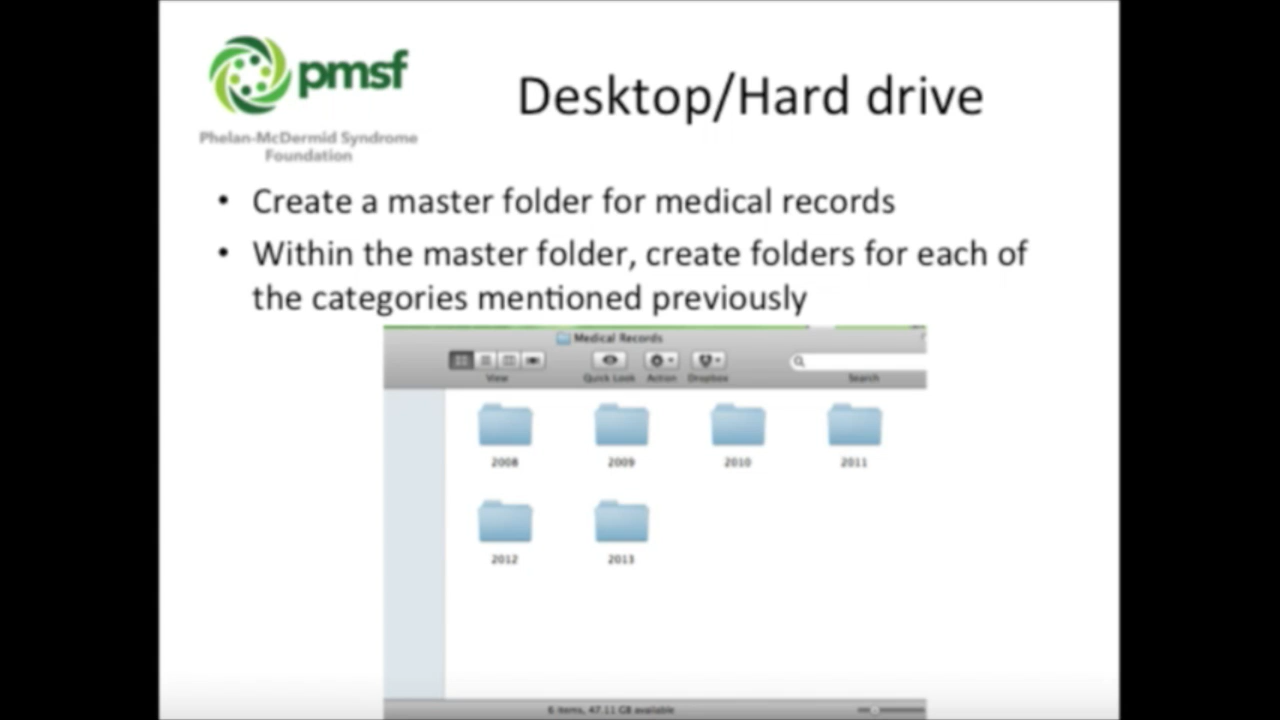 pmsf
Phelan-McDermid Syndrome
Foundation
Desktop/Hard drive
• Create a master folder for medical records
• Within the master folder, create folders for each of
the categories mentioned previously
Medical Records
View Quick Look Action Dropbox Search
2008 2009 2010 2011
2012 2013
6 items, 47.11 GB available